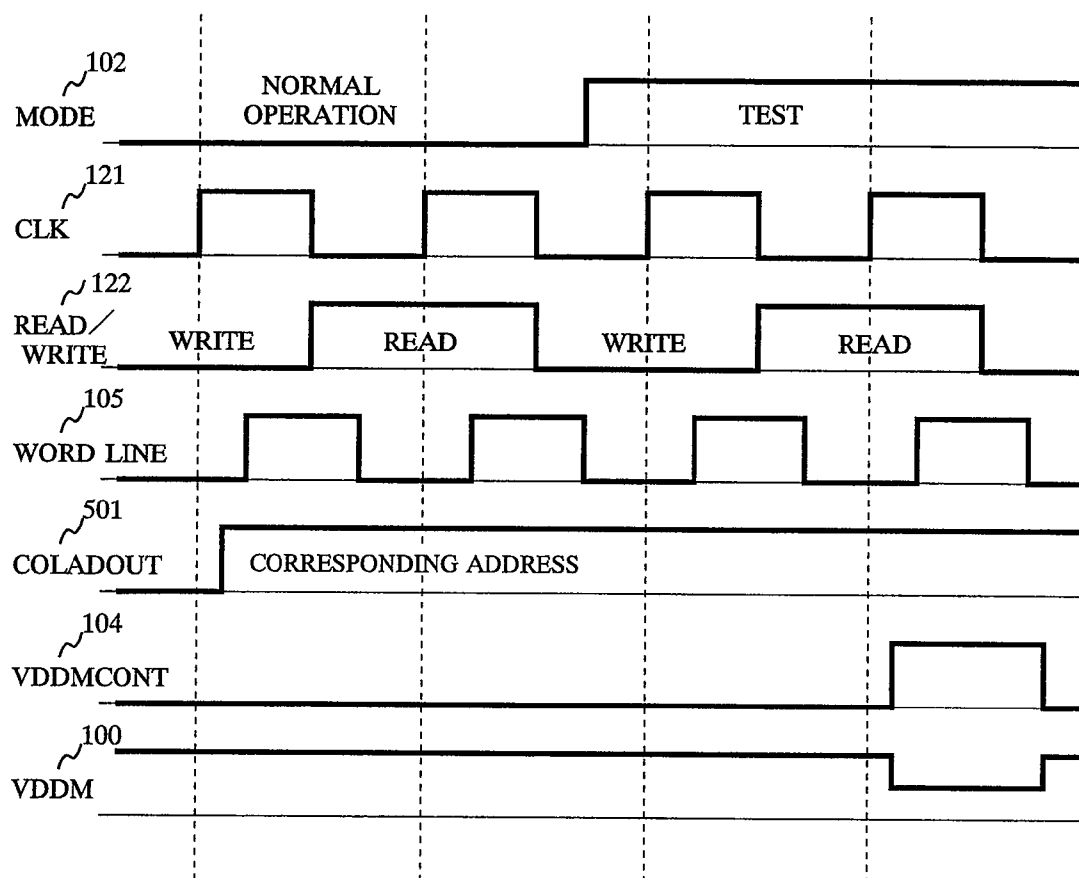 102
MODE
NORMAL
OPERATION
TEST
121
CLK
122
READ/
WRITE
WRITE
READ
WRITE
READ
105
WORD LINE
501
COLADOUT
CORRESPONDING ADDRESS
104
VDDMCONT
100
VDDM